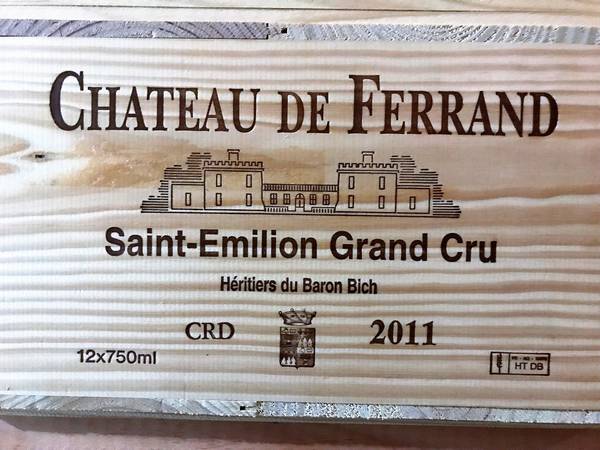 CHATEAU DE FERRAND
Saint-Emilion Grand Cru
Héritiers du Baron Bich
CRD 2011
12x750ml
HT DB